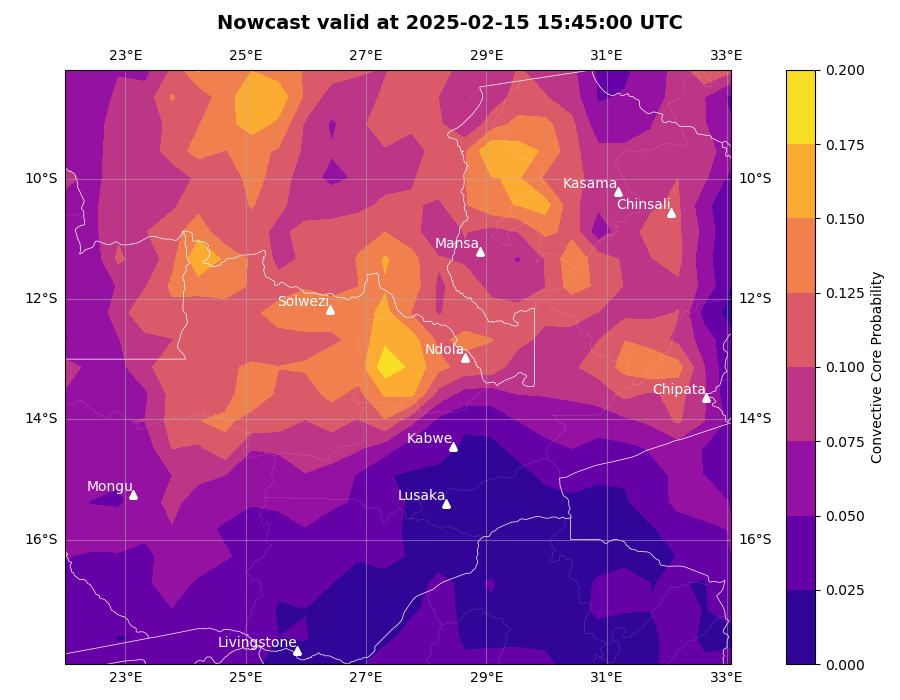 Nowcast valid at 2025-02-15 15:45:00 UTC
23°E 25°E 27°E 29°E 31°E 33°E
0.200
0.175
10°S Kasama 10°S
Chinsali
0.150
Mansa
12°S Solwezi 12°S
0.125
Ndola
0.100
Chipata
14°S 14°S
Kabwe
0.075
Mongu
Lusaka
0.050
16°S 16°S
0.025
Livingstone
0.000
23°E 25°E 27°E 29°E 31°E 33°E
Convective Core Probability